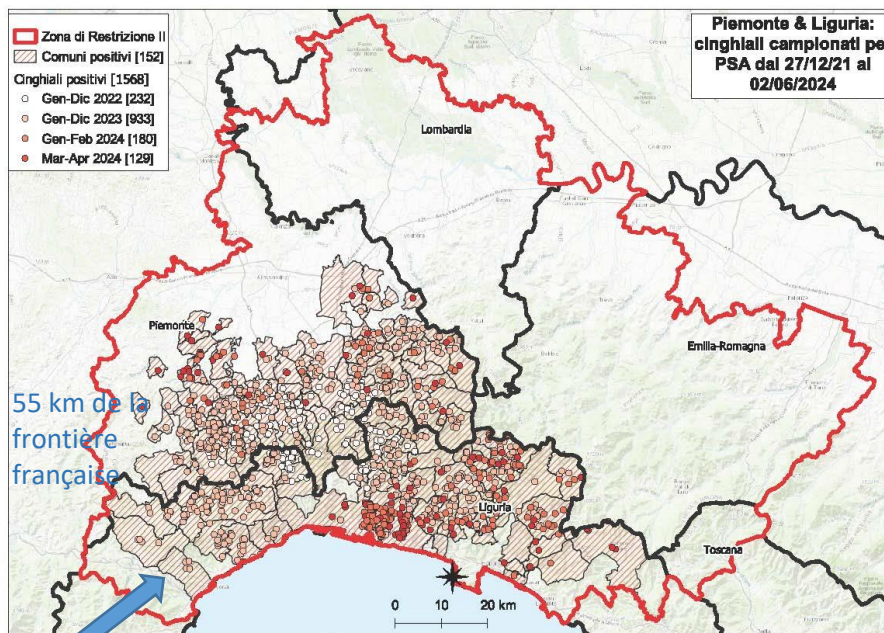 Zona di Restrizione II
Comuni positivi [152]
Cinghiali positivi [1568]
Gen-Dic 2022 [232]
Gen-Dic 2023 [933]
Gen-Feb 2024 [180]
Mar-Apr 2024 [129]
Piemonte & Liguria:
cinghiali campionati pe
PSA dal 27/12/21 al
02/06/2024
Lombardia
Piemonte
Emilia-Romagna
55 km de la
frontière
française
Liguria
Toscana
0 10 20 km